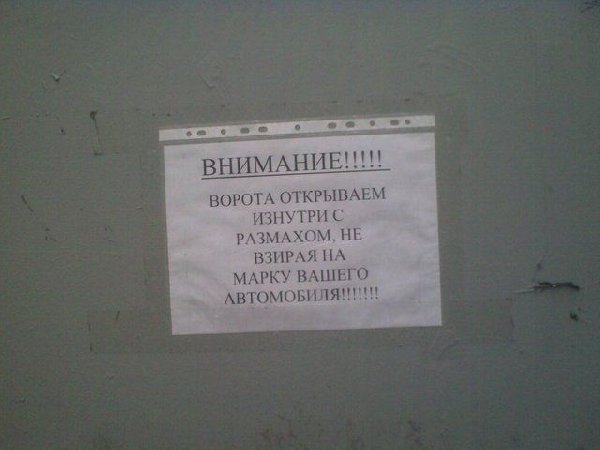 ВНИМАНИЕ!!!!!
ВОРОТА ОТКРЫВАЕМ
ИЗНУТРИ С
РАЗМАХОМ, НЕ
ВЗИРАЯ НА
МАРКУ ВАШЕГО
АВТОМОБИЛЯ!!!!!!!